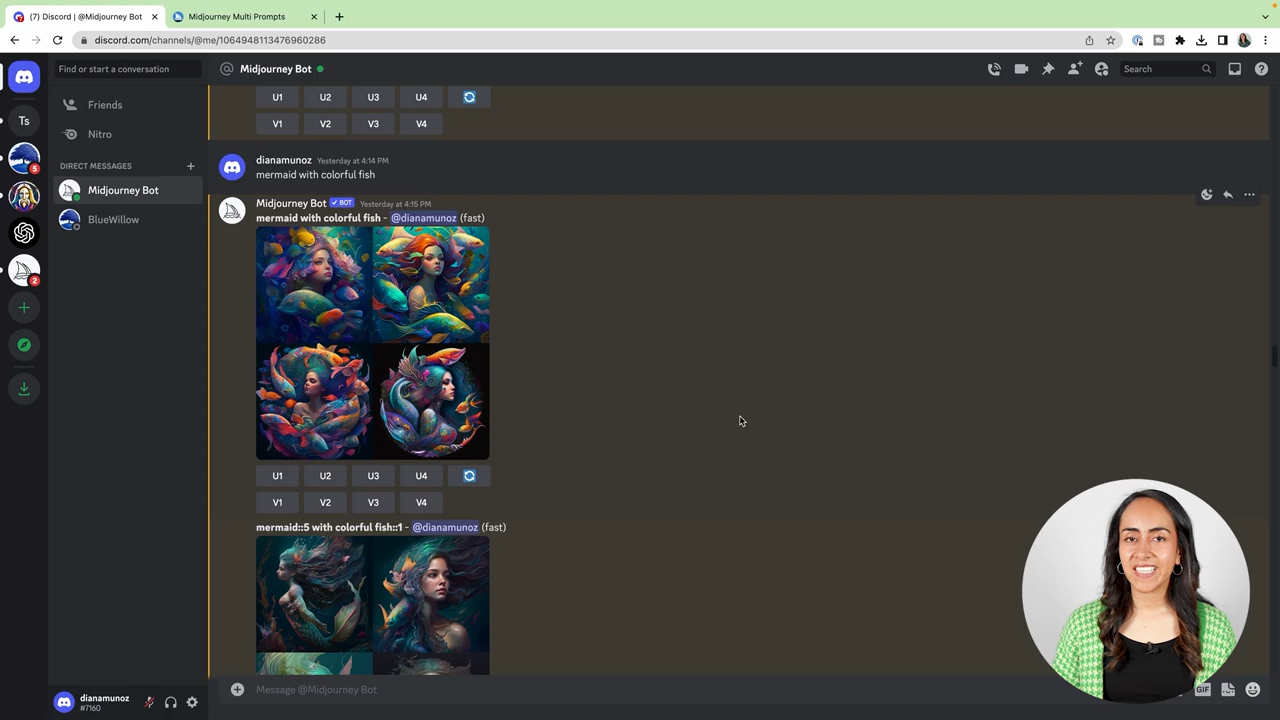 (7) Discord | @Midjourney Bot
Midjourney Multi Prompts
discord.com/channels/@me/1064948113476960286
Find or start a conversation
Midjourney Bot
Search
Friends
Ts
Nitro
DIRECT MESSAGES
5
Midjourney Bot
BlueWillow
2
U1 U2 U3 U4
V1 V2 V3 V4
dianamunoz Yesterday at 4:14 PM
mermaid with colorful fish
Midjourney Bot ✓ BOT Yesterday at 4:15 PM
mermaid with colorful fish - @dianamunoz (fast)
U1 U2 U3 U4
V1 V2 V3 V4
mermaid::5 with colorful fish::1 - @dianamunoz (fast)
Message @Midjourney Bot
GIF
dianamunoz
#7160